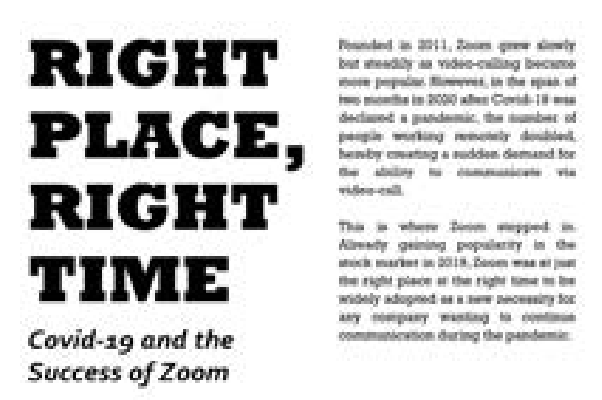 RIGHT
PLACE,
RIGHT
TIME
Covid-19 and the
Success of Zoom
Founded in 2011, Zoom grew slowly
but steadily as video-calling became
more popular. However, in the span of
two months in 2020 after Covid-19 was
declared a pandemic, the number of
people working remotely doubled,
hereby creating a sudden demand for
the ability to communicate via
video-call.
This is where Zoom stepped in.
Already gaining popularity in the
stock market in 2019, Zoom was at just
the right place at the right time to be
widely adopted as a new necessity for
any company wanting to continue
communication during the pandemic.